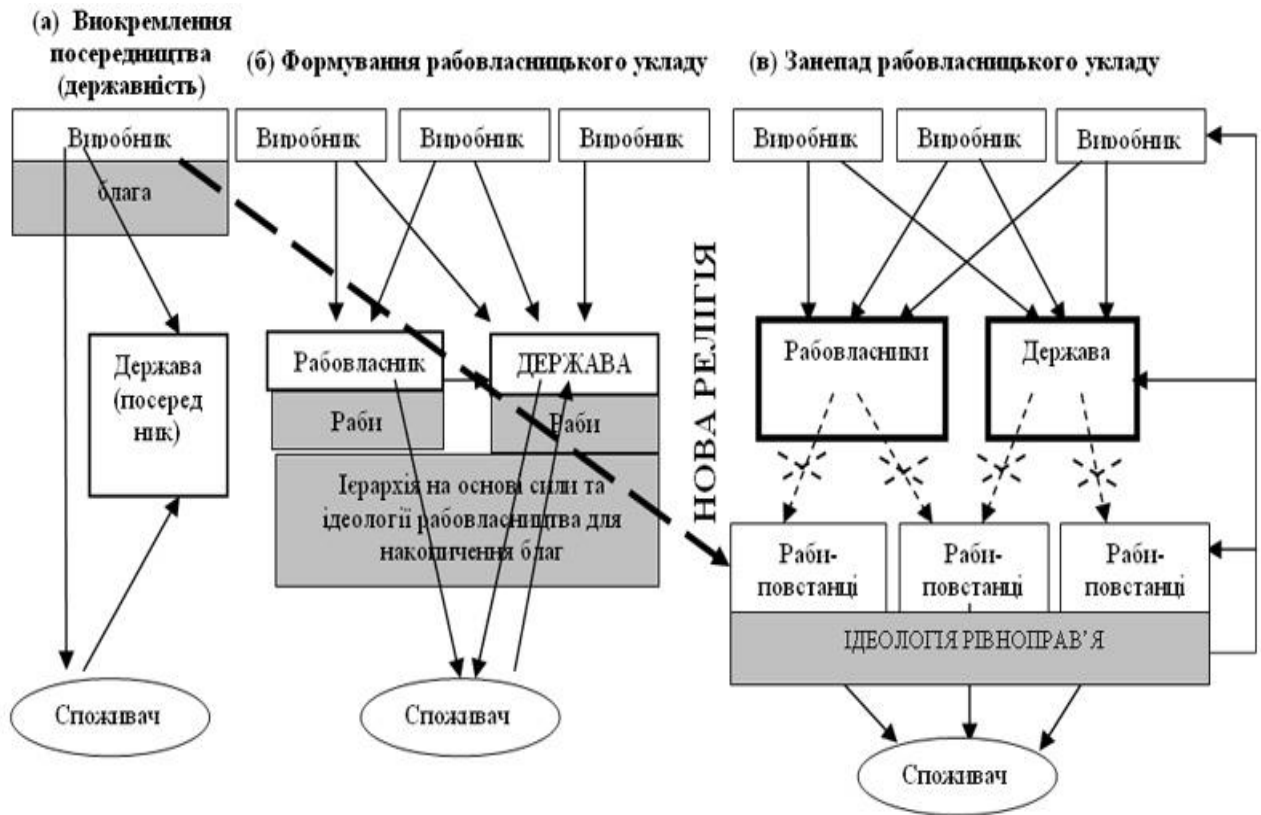 (а) Виокремлення
посередництва
(державність)
(б) Формування рабовласницького укладу
(в) Занепад рабовласницького укладу
Виробник
Виробник
Виробник
Виробник
Виробник
Виробник
Виробник
блага
НОВА РЕЛІГІЯ
Держава
(посеред
ник)
Рабовласник
ДЕРЖАВА
Рабовласники
Держава
Раби
Раби
Ієрархія на основі сили та
ідеології рабовласництва для
накопичення благ
Раби-
повстанці
Раби-
повстанці
Раби-
повстанці
ІДЕОЛОГІЯ РІВНОПРАВ’Я
Споживач
Споживач
Споживач